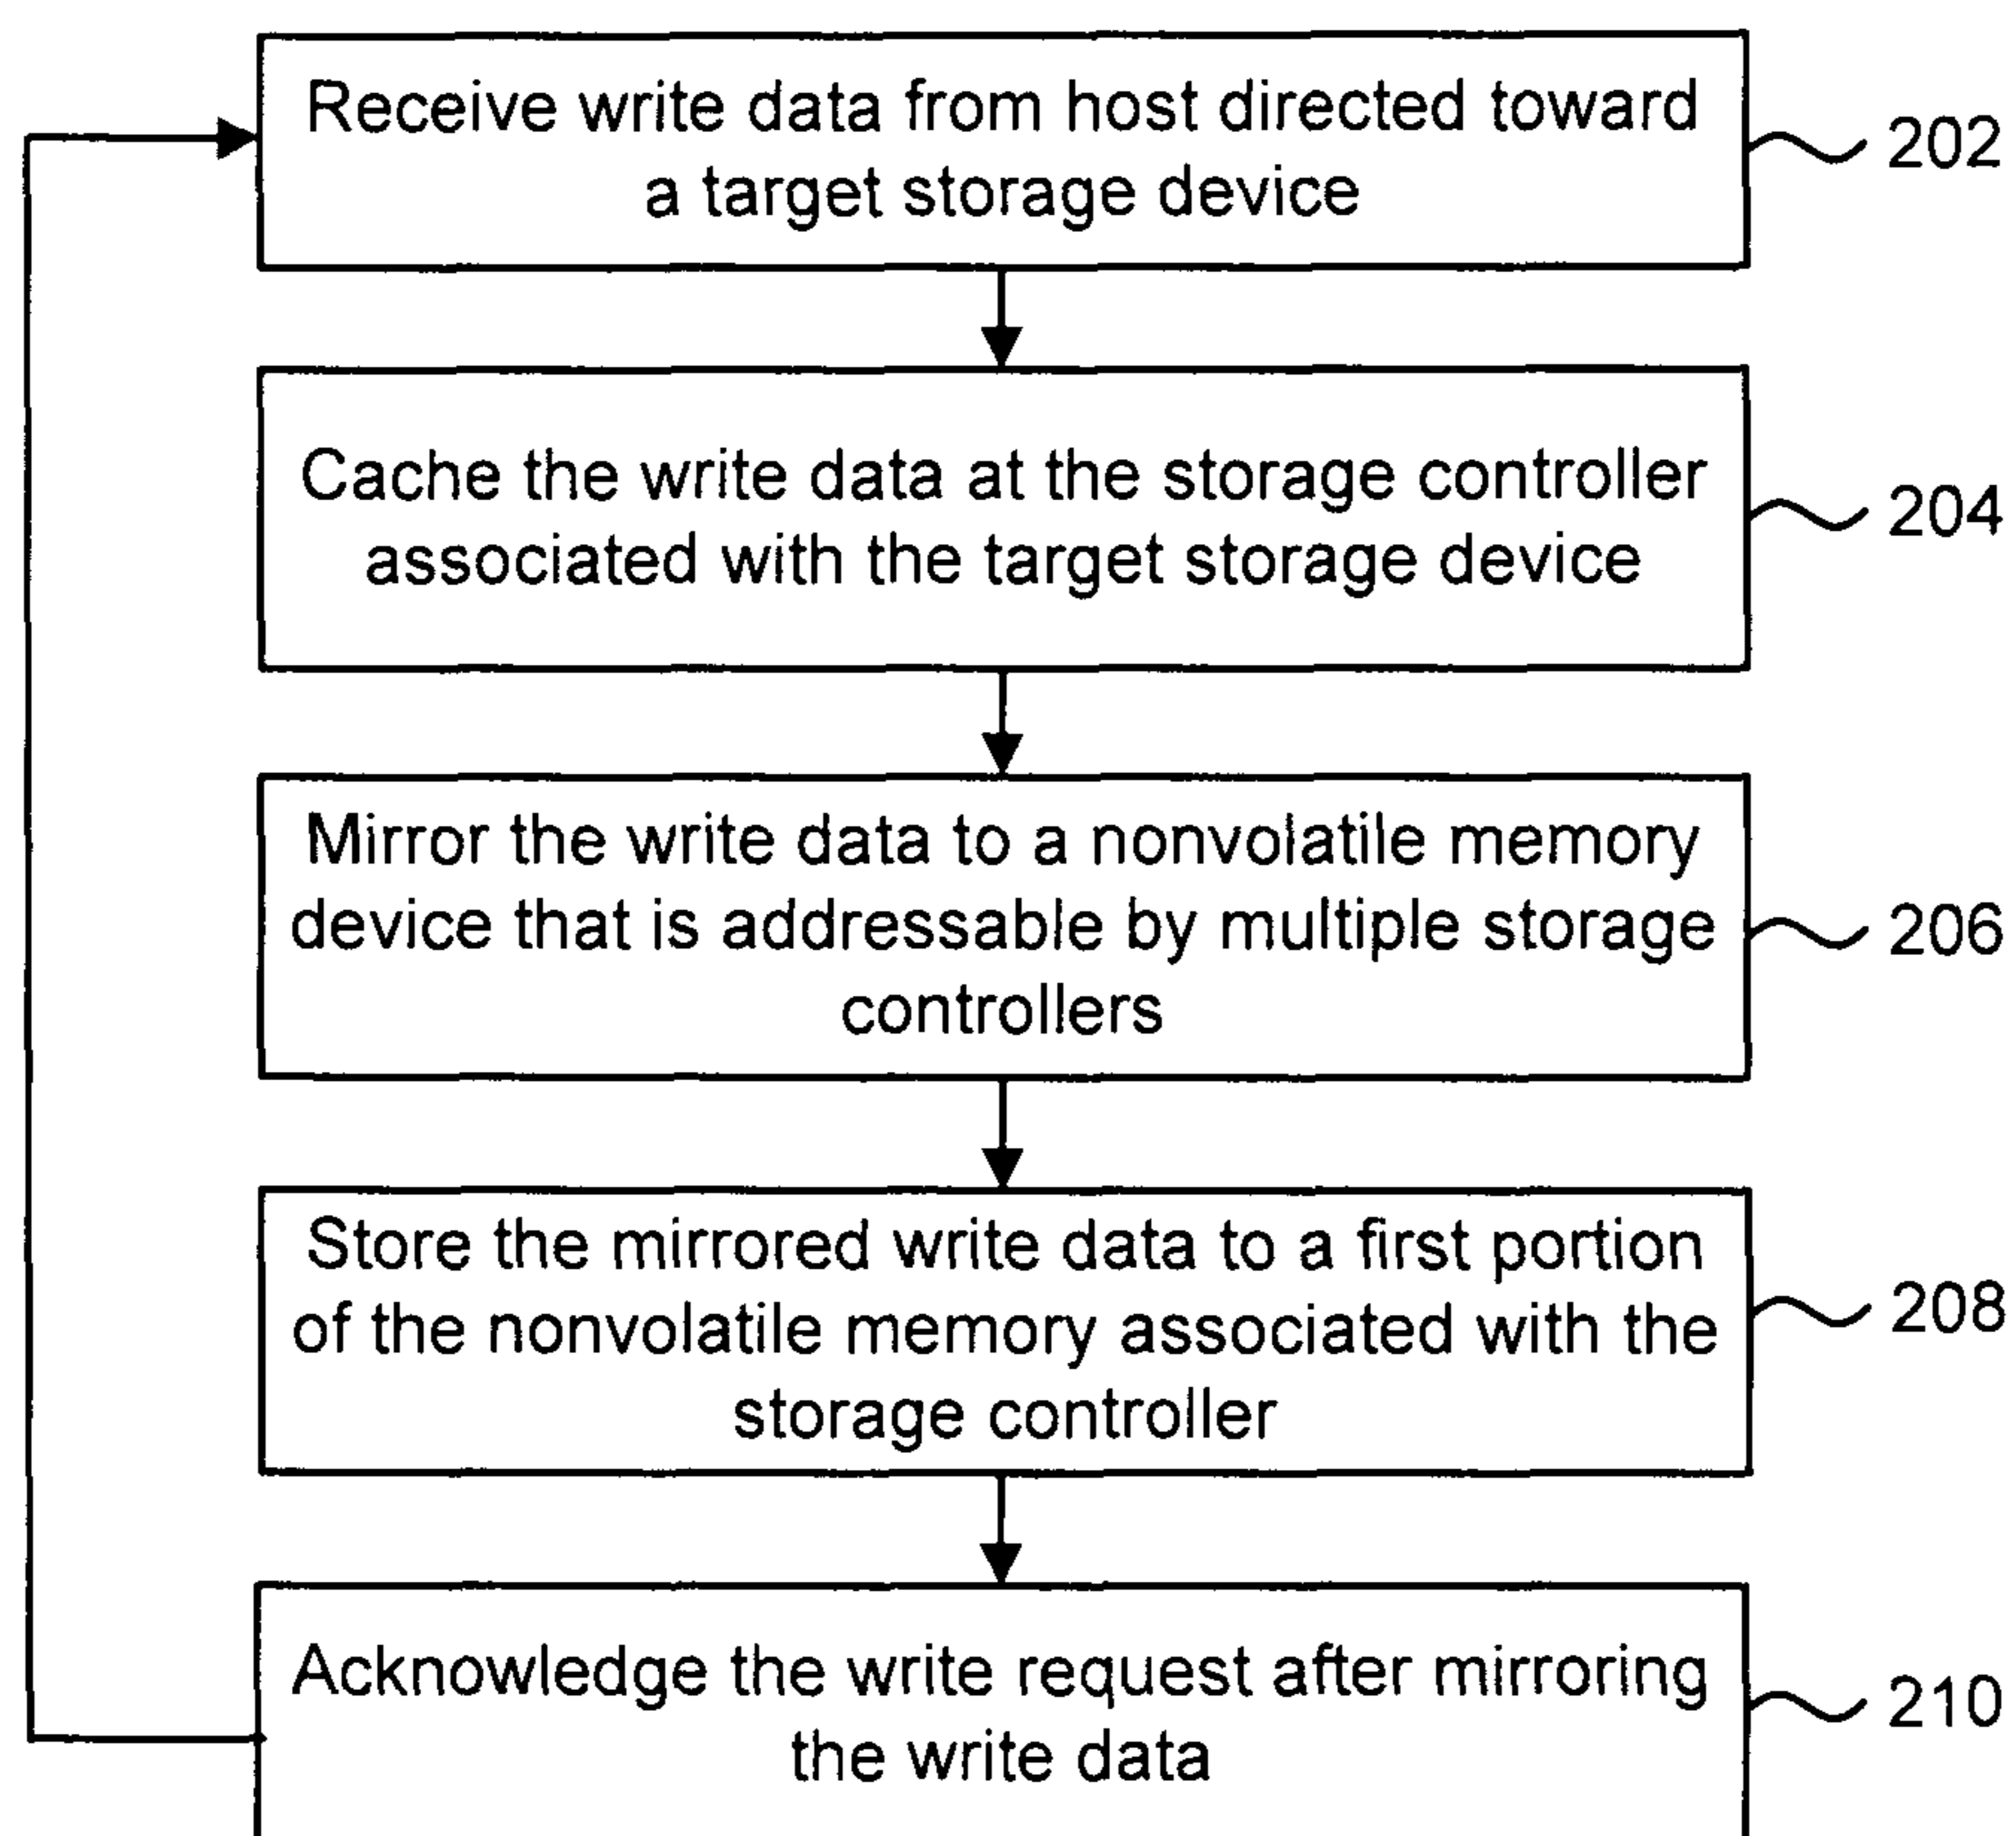 Receive write data from host directed toward
a target storage device
202
Cache the write data at the storage controller
associated with the target storage device
204
Mirror the write data to a nonvolatile memory
device that is addressable by multiple storage
controllers
206
Store the mirrored write data to a first portion
of the nonvolatile memory associated with the
storage controller
208
Acknowledge the write request after mirroring
the write data
210